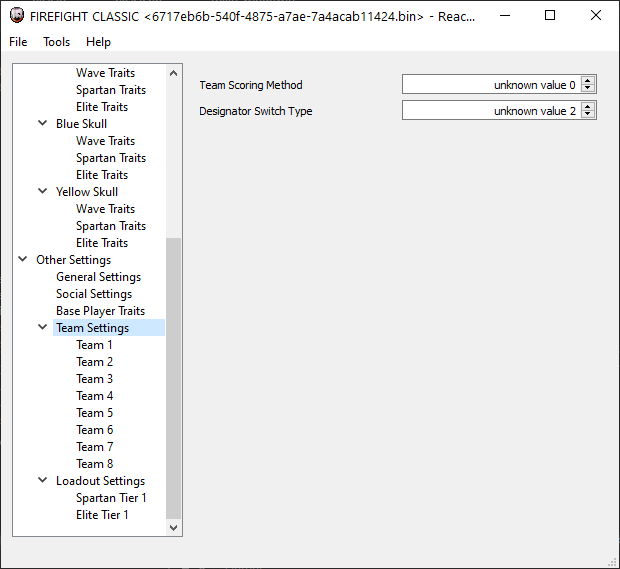 FIREFIGHT CLASSIC <6717eb6b-540f-4875-a7ae-7a4acab11424.bin> - Reac...
File Tools Help
Wave Traits
Spartan Traits
Elite Traits
Blue Skull
Wave Traits
Spartan Traits
Elite Traits
Yellow Skull
Wave Traits
Spartan Traits
Elite Traits
Other Settings
General Settings
Social Settings
Base Player Traits
Team Settings
Team 1
Team 2
Team 3
Team 4
Team 5
Team 6
Team 7
Team 8
Loadout Settings
Spartan Tier 1
Elite Tier 1
Team Scoring Method unknown value 0
Designator Switch Type unknown value 2